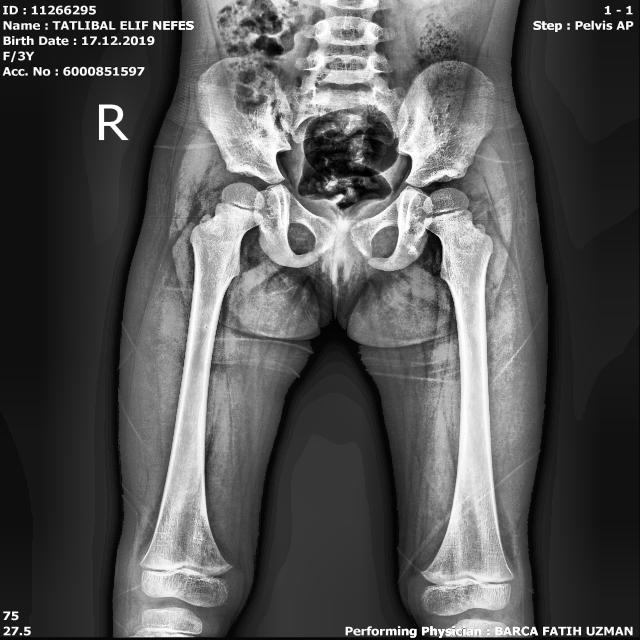 ID : 11266295
Name : TATLIBAL ELIF NEFES
Birth Date : 17.12.2019
F/3Y
Acc. No : 6000851597
1 - 1
Step : Pelvis AP
R
75
27.5
Performing Physician : BARCA FATIH UZMAN